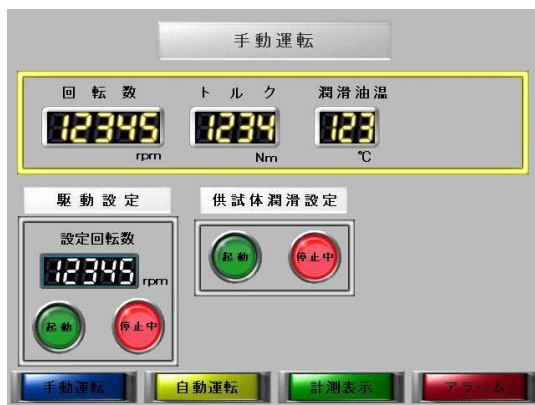 手動運転
回転数 トルク 潤滑油温
12345 1234 123
rpm Nm ℃
駆動設定 供試体潤滑設定
設定回転数
12345 rpm
起動 停止中
起動 停止中
手動運転 自動運転 計測表示 アラーム